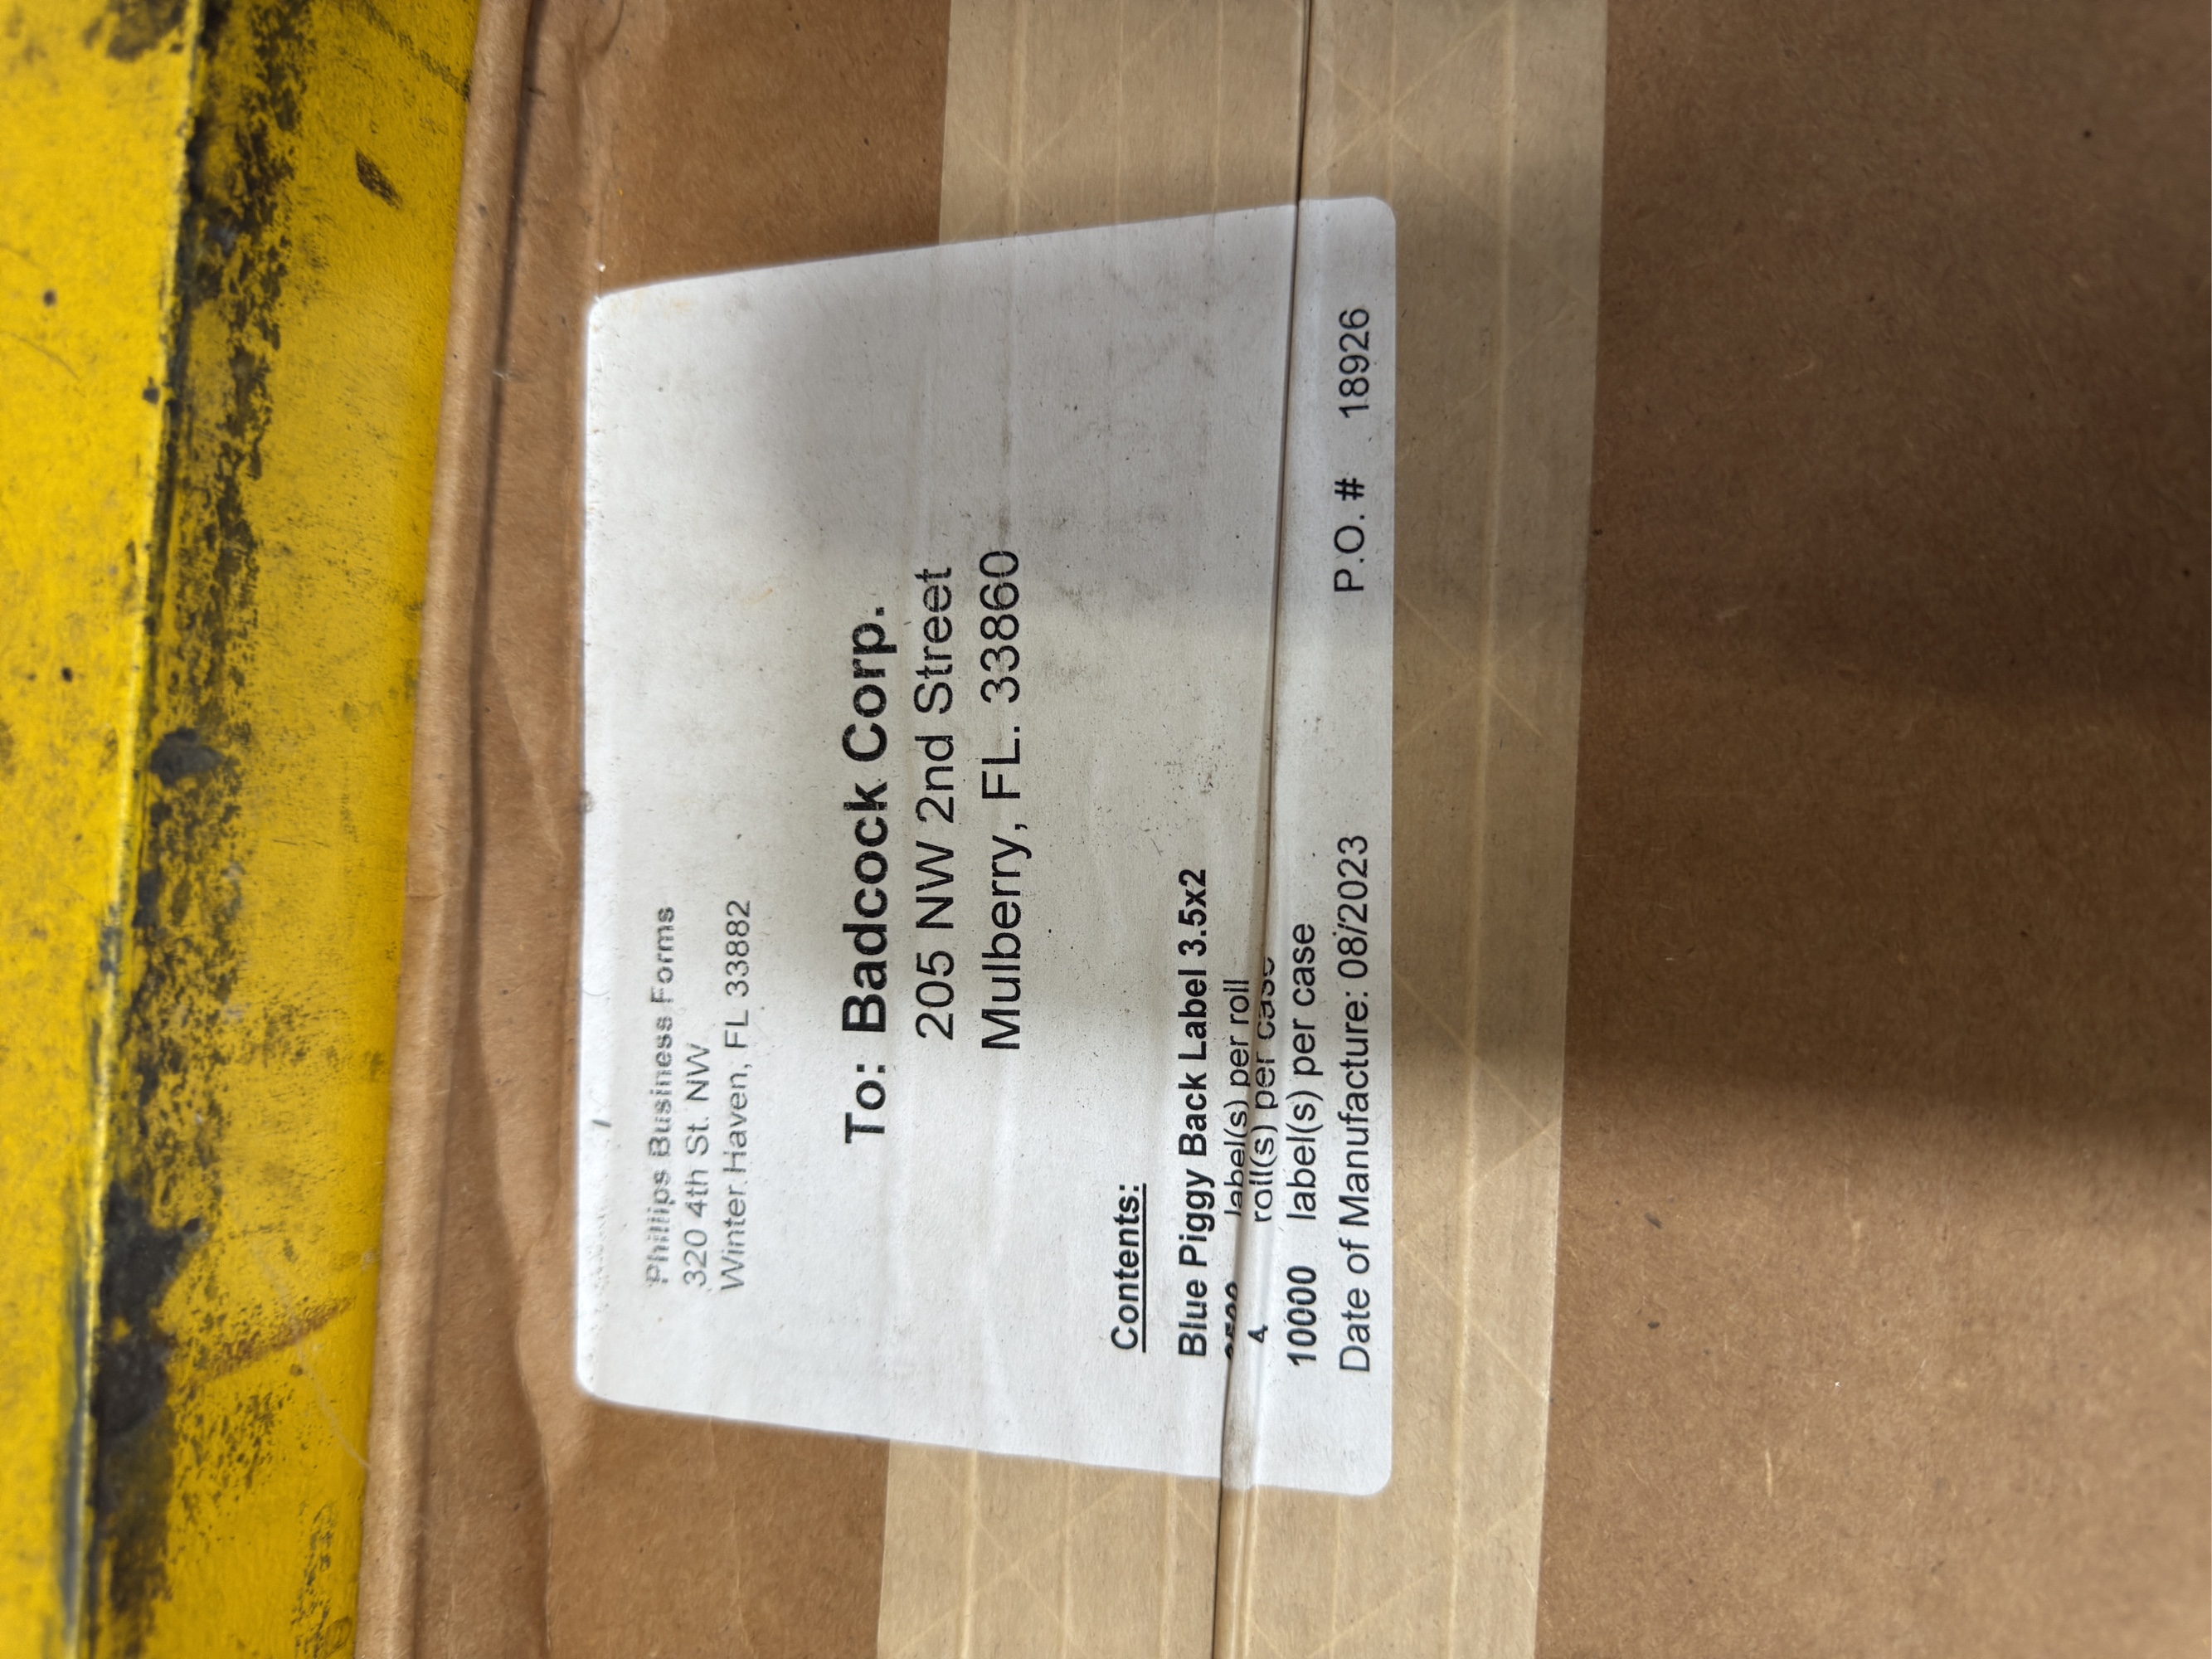 Phillips Business Forms
320 4th St. NW
Winter Haven, FL 33882
To: Badcock Corp.
205 NW 2nd Street
Mulberry, FL. 33860
Contents:
Blue Piggy Back Label 3.5x2
label(s) per roll
4 roll(s) per case
10000 label(s) per case
Date of Manufacture: 08/2023 P.O. # 18926